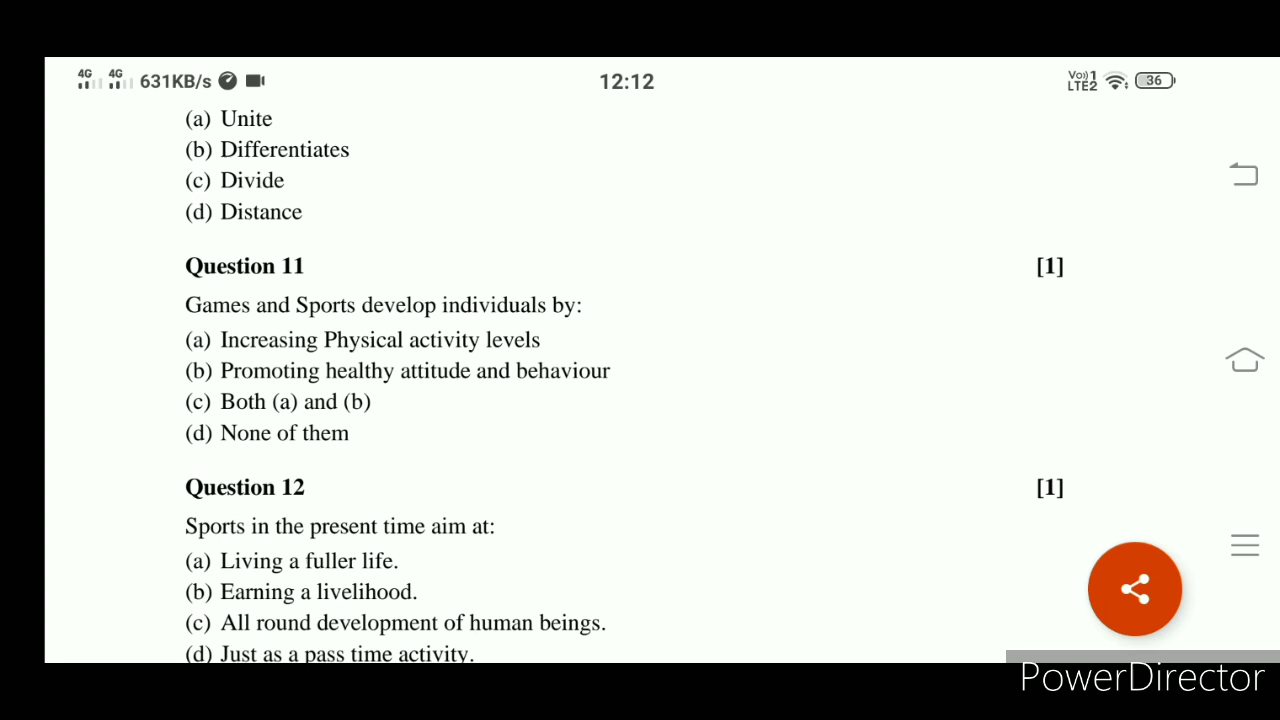 4G 4G 631KB/s 12:12 Vo)) 1 LTE2 36
(a) Unite
(b) Differentiates
(c) Divide
(d) Distance
Question 11 [1]
Games and Sports develop individuals by:
(a) Increasing Physical activity levels
(b) Promoting healthy attitude and behaviour
(c) Both (a) and (b)
(d) None of them
Question 12 [1]
Sports in the present time aim at:
(a) Living a fuller life.
(b) Earning a livelihood.
(c) All round development of human beings.
(d) Just as a pass time activity.
PowerDirector